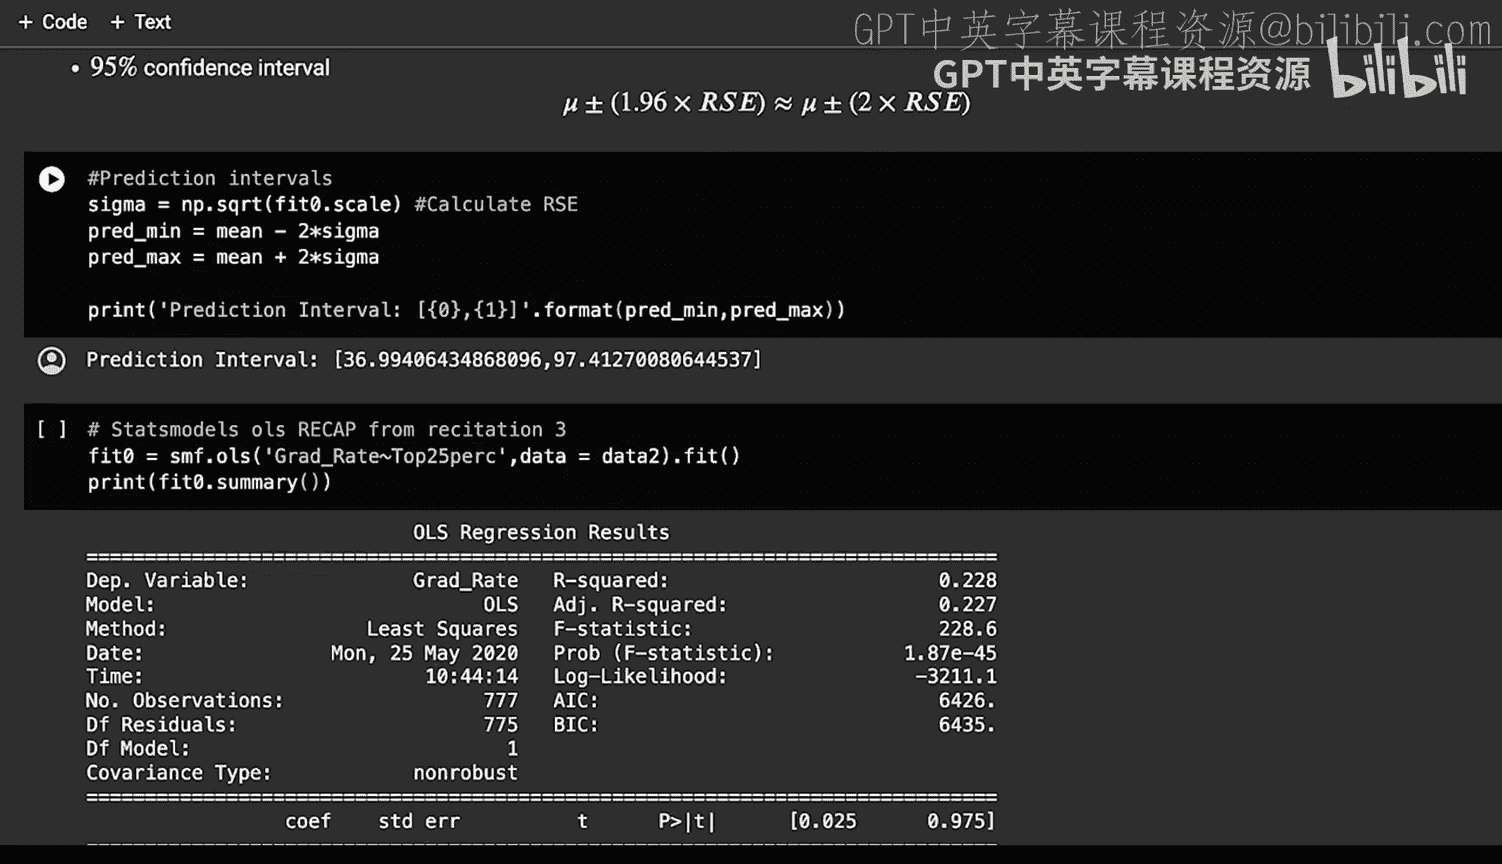 + Code + Text
GPT中英字幕课程资源@bilibili.com
GPT中英字幕课程资源 bilibili
• 95% confidence interval
μ ± (1.96 × RSE) ≈ μ ± (2 × RSE)
#Prediction intervals
sigma = np.sqrt(fit0.scale) #Calculate RSE
pred_min = mean - 2*sigma
pred_max = mean + 2*sigma
print('Prediction Interval: [{0},{1}]'.format(pred_min,pred_max))
Prediction Interval: [36.99406434868096,97.41270080644537]
[ ] # Statsmodels ols RECAP from recitation 3
fit0 = smf.ols('Grad_Rate~Top25perc',data = data2).fit()
print(fit0.summary())
OLS Regression Results
==============================================================================
Dep. Variable: Grad_Rate R-squared: 0.228
Model: OLS Adj. R-squared: 0.227
Method: Least Squares F-statistic: 228.6
Date: Mon, 25 May 2020 Prob (F-statistic): 1.87e-45
Time: 10:44:14 Log-Likelihood: -3211.1
No. Observations: 777 AIC: 6426.
Df Residuals: 775 BIC: 6435.
Df Model: 1
Covariance Type: nonrobust
==============================================================================
coef std err t P>|t| [0.025 0.975]
------------------------------------------------------------------------------